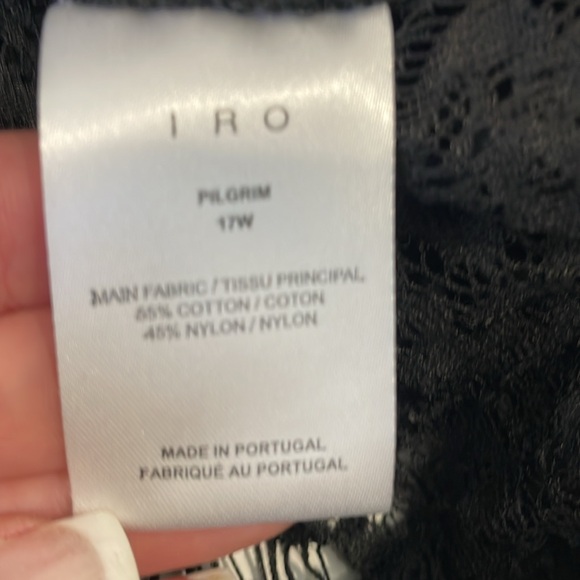 IRO
PILGRIM
17W
MAIN FABRIC / TISSU PRINCIPAL
55% COTTON / COTON
45% NYLON / NYLON
MADE IN PORTUGAL
FABRIQUÉ AU PORTUGAL